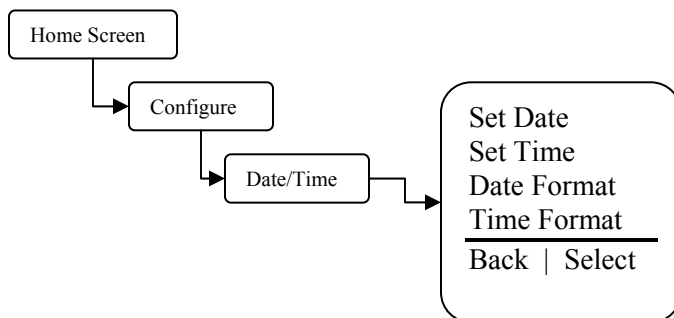 Home Screen
Configure
Date/Time
Set Date
Set Time
Date Format
Time Format
Back | Select